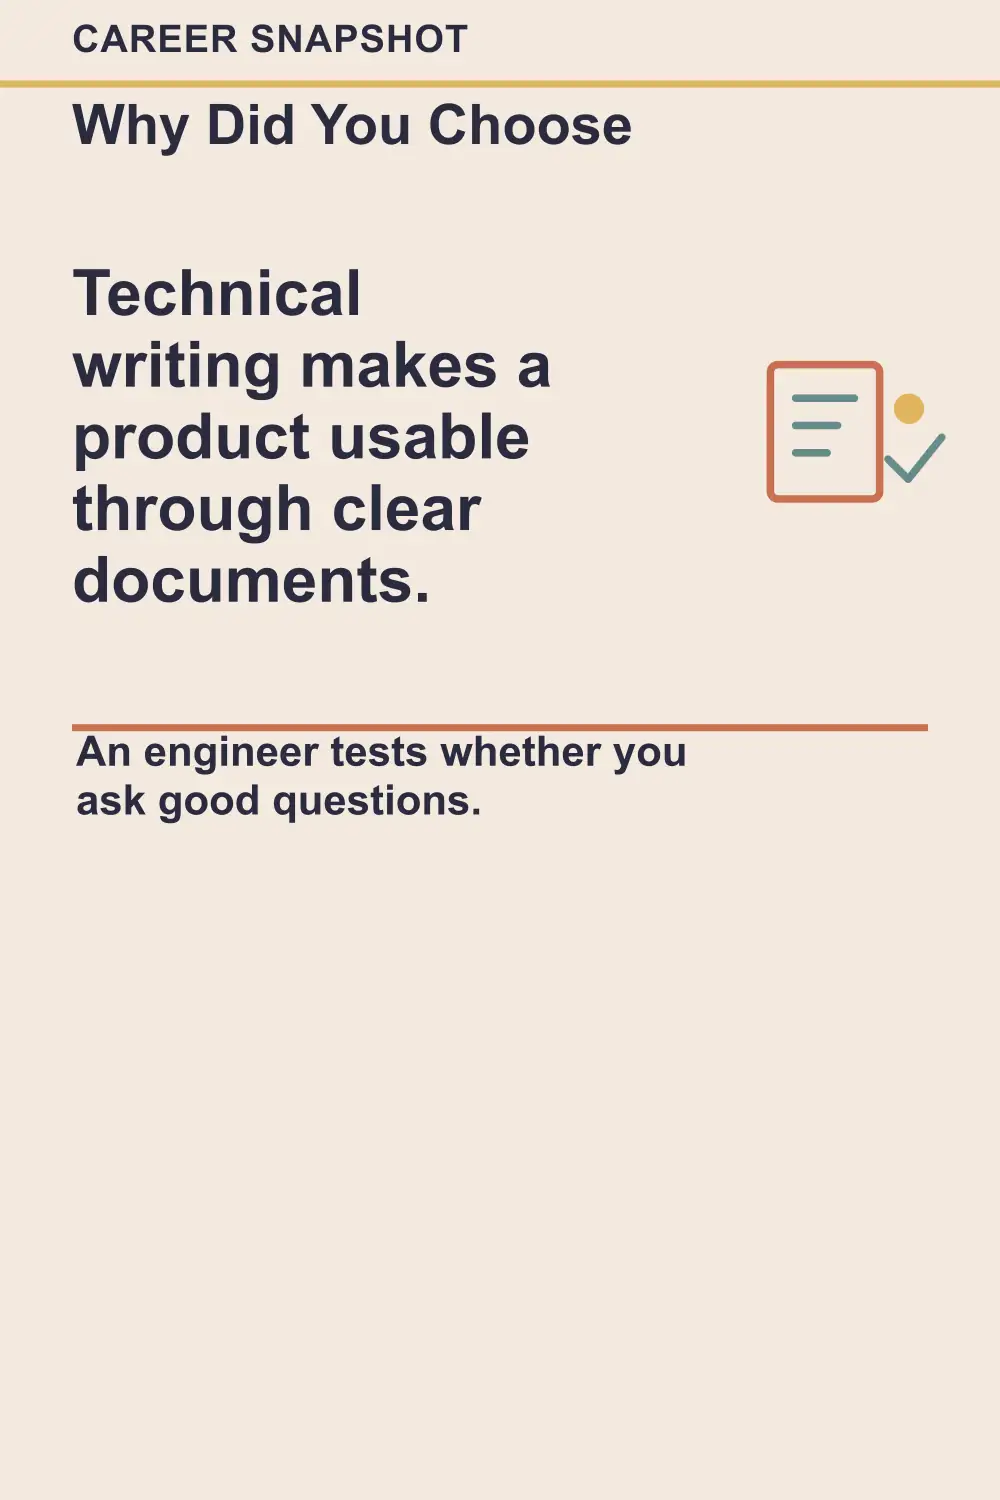 CAREER SNAPSHOT
Why Did You Choose
Technical
writing makes a
product usable
through clear
documents.
An engineer tests whether you
ask good questions.